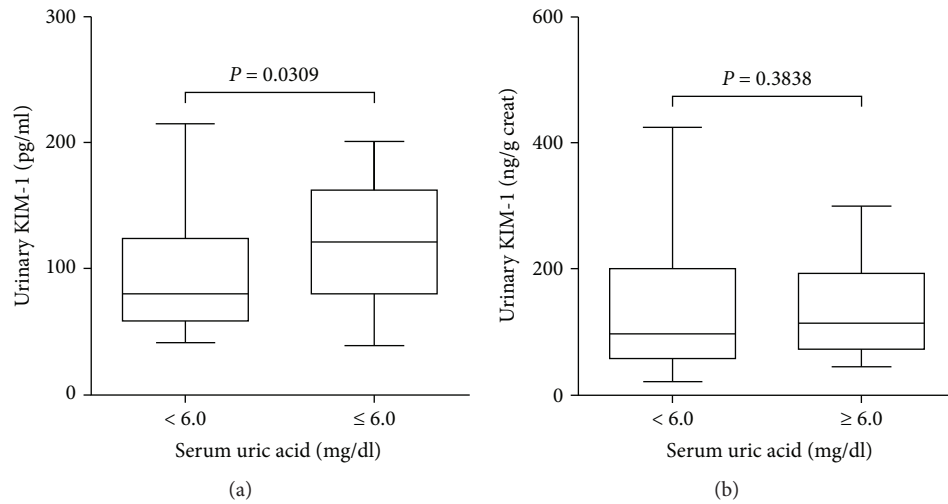 300
200
100
0
Urinary KIM-1 (pg/ml)
P = 0.0309
< 6.0
≤ 6.0
Serum uric acid (mg/dl)
(a)
600
400
200
0
Urinary KIM-1 (ng/g creat)
P = 0.3838
< 6.0
≥ 6.0
Serum uric acid (mg/dl)
(b)